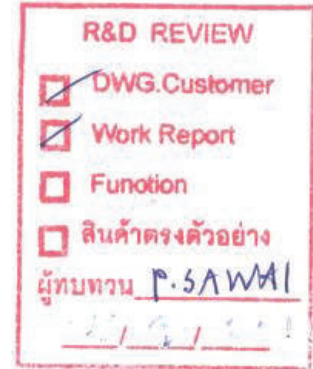 R&D REVIEW
DWG.Customer
Work Report
Funotion
สินค้าตรงตัวอย่าง
ผู้ทบทวน P.SAWAI